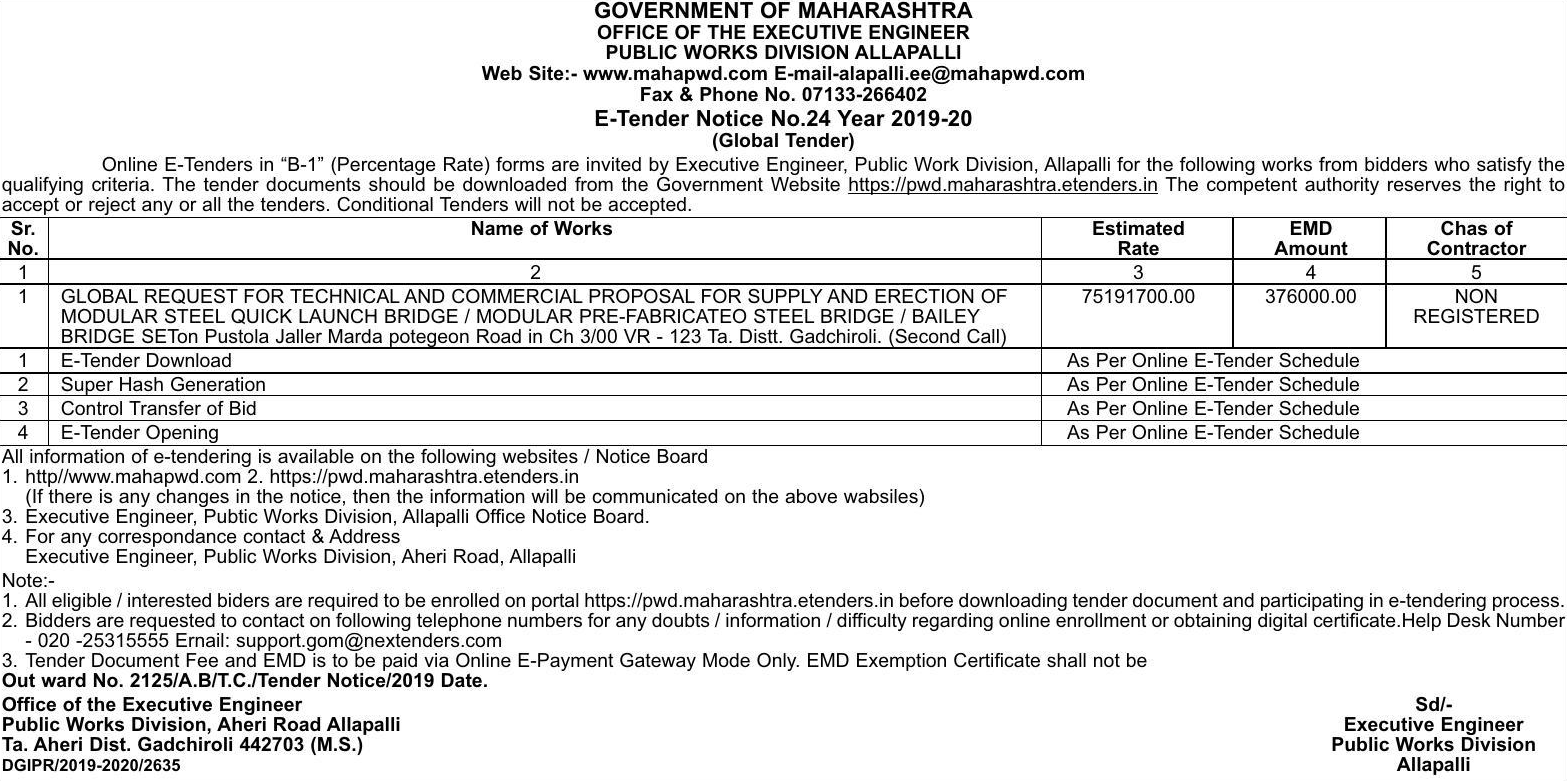 GOVERNMENT OF MAHARASHTRA
OFFICE OF THE EXECUTIVE ENGINEER
PUBLIC WORKS DIVISION ALLAPALLI
Web Site:- www.mahapwd.com E-mail-alapalli.ee@mahapwd.com
Fax & Phone No. 07133-266402
E-Tender Notice No.24 Year 2019-20
(Global Tender)
Online E-Tenders in “B-1” (Percentage Rate) forms are invited by Executive Engineer, Public Work Division, Allapalli for the following works from bidders who satisfy the
qualifying criteria. The tender documents should be downloaded from the Government Website https://pwd.maharashtra.etenders.in The competent authority reserves the right to
accept or reject any or all the tenders. Conditional Tenders will not be accepted.
Sr. No. Name of Works Estimated Rate EMD Amount Chas of Contractor
1 2 3 4 5
1 GLOBAL REQUEST FOR TECHNICAL AND COMMERCIAL PROPOSAL FOR SUPPLY AND ERECTION OF 75191700.00 376000.00 NON
MODULAR STEEL QUICK LAUNCH BRIDGE / MODULAR PRE-FABRICATEO STEEL BRIDGE / BAILEY REGISTERED
BRIDGE SETon Pustola Jaller Marda potegeon Road in Ch 3/00 VR - 123 Ta. Distt. Gadchiroli. (Second Call)
1 E-Tender Download As Per Online E-Tender Schedule
2 Super Hash Generation As Per Online E-Tender Schedule
3 Control Transfer of Bid As Per Online E-Tender Schedule
4 E-Tender Opening As Per Online E-Tender Schedule
All information of e-tendering is available on the following websites / Notice Board
1. http//www.mahapwd.com 2. https://pwd.maharashtra.etenders.in
(If there is any changes in the notice, then the information will be communicated on the above wabsiles)
3. Executive Engineer, Pubtic Works Division, Allapalli Office Notice Board.
4. For any correspondance contact & Address
Executive Engineer, Public Works Division, Aheri Road, Allapalli
Note:-
1. All eligible / interested biders are required to be enrolled on portal https://pwd.maharashtra.etenders.in before downloading tender document and participating in e-tendering process.
2. Bidders are requested to contact on following telephone numbers for any doubts / information / difficulty regarding online enrollment or obtaining digital certificate.Help Desk Number
- 020 -25315555 Ernail: support.gom@nextenders.com
3. Tender Document Fee and EMD is to be paid via Online E-Payment Gateway Mode Only. EMD Exemption Certificate shall not be
Out ward No. 2125/A.B/T.C./Tender Notice/2019 Date.
Office of the Executive Engineer
Public Works Division, Aheri Road Allapalli
Ta. Aheri Dist. Gadchiroli 442703 (M.S.)
DGIPR/2019-2020/2635
Sd/-
Executive Engineer
Public Works Division
Allapalli